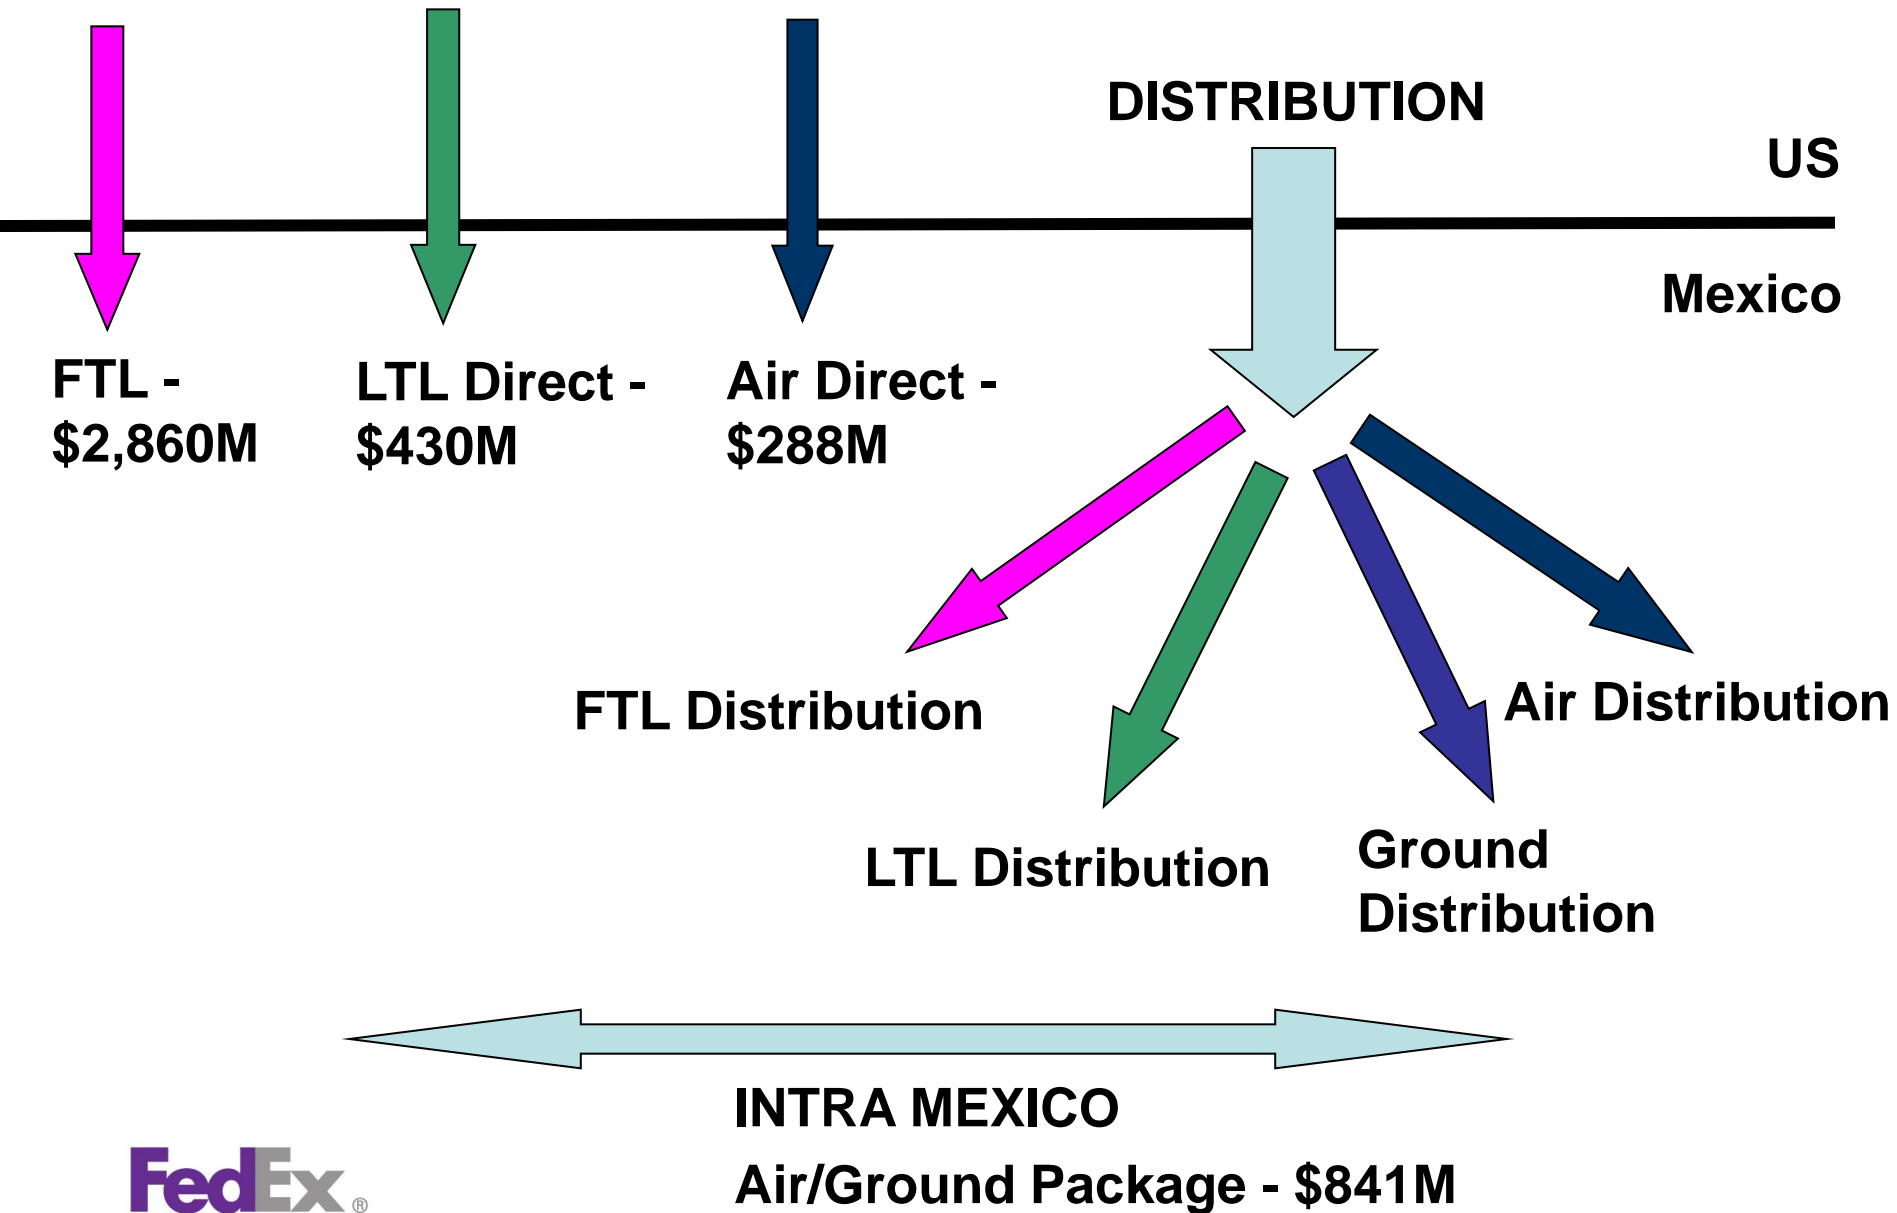 DISTRIBUTION
US
Mexico
FTL -
$2,860M
LTL Direct -
$430M
Air Direct -
$288M
FTL Distribution
Air Distribution
LTL Distribution
Ground
Distribution
INTRA MEXICO
Air/Ground Package - $841M
FedEx®